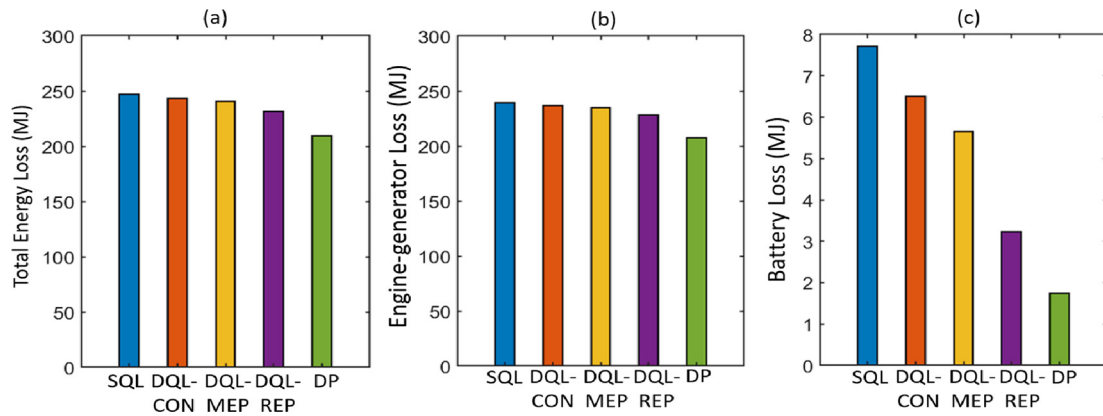 (a)
Total Energy Loss (MJ)
300
250
200
150
100
50
0
SQL DQL- DQL- DQL- DP
CON MEP REP
(b)
Engine-generator Loss (MJ)
300
250
200
150
100
50
0
SQL DQL- DQL- DQL- DP
CON MEP REP
(c)
Battery Loss (MJ)
8
7
6
5
4
3
2
1
0
SQL DQL- DQL- DQL- DP
CON MEP REP